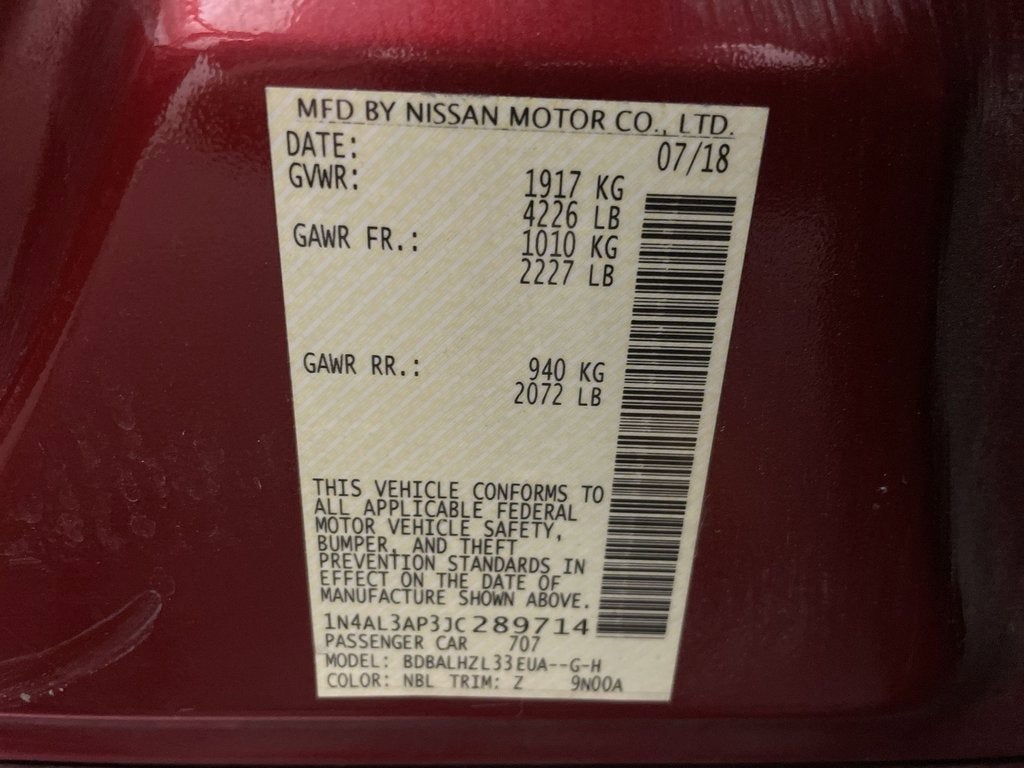 MFD BY NISSAN MOTOR CO., LTD.
DATE: 07/18
GVWR: 1917 KG
4226 LB
GAWR FR.: 1010 KG
2227 LB
GAWR RR.: 940 KG
2072 LB
THIS VEHICLE CONFORMS TO
ALL APPLICABLE FEDERAL
MOTOR VEHICLE SAFETY,
BUMPER, AND THEFT
PREVENTION STANDARDS IN
EFFECT ON THE DATE OF
MANUFACTURE SHOWN ABOVE.
1N4AL3AP3JC289714
PASSENGER CAR 707
MODEL: BDBALHZL33EUA--G-H
COLOR: NBL TRIM: Z 9N00A